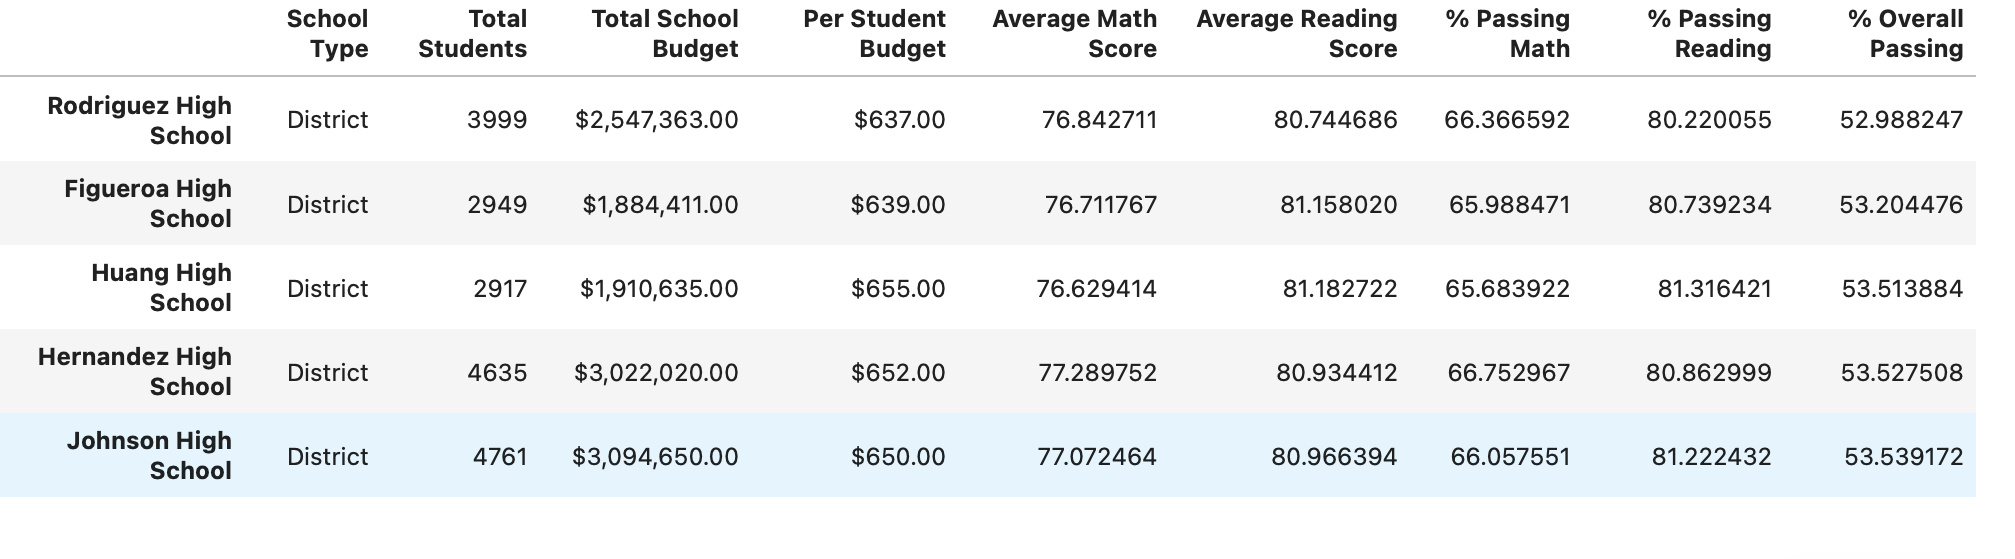 School Type Total Students Total School Budget Per Student Budget Average Math Score Average Reading Score % Passing Math % Passing Reading % Overall Passing
Rodriguez High School District 3999 $2,547,363.00 $637.00 76.842711 80.744686 66.366592 80.220055 52.988247
Figueroa High School District 2949 $1,884,411.00 $639.00 76.711767 81.158020 65.988471 80.739234 53.204476
Huang High School District 2917 $1,910,635.00 $655.00 76.629414 81.182722 65.683922 81.316421 53.513884
Hernandez High School District 4635 $3,022,020.00 $652.00 77.289752 80.934412 66.752967 80.862999 53.527508
Johnson High School District 4761 $3,094,650.00 $650.00 77.072464 80.966394 66.057551 81.222432 53.539172